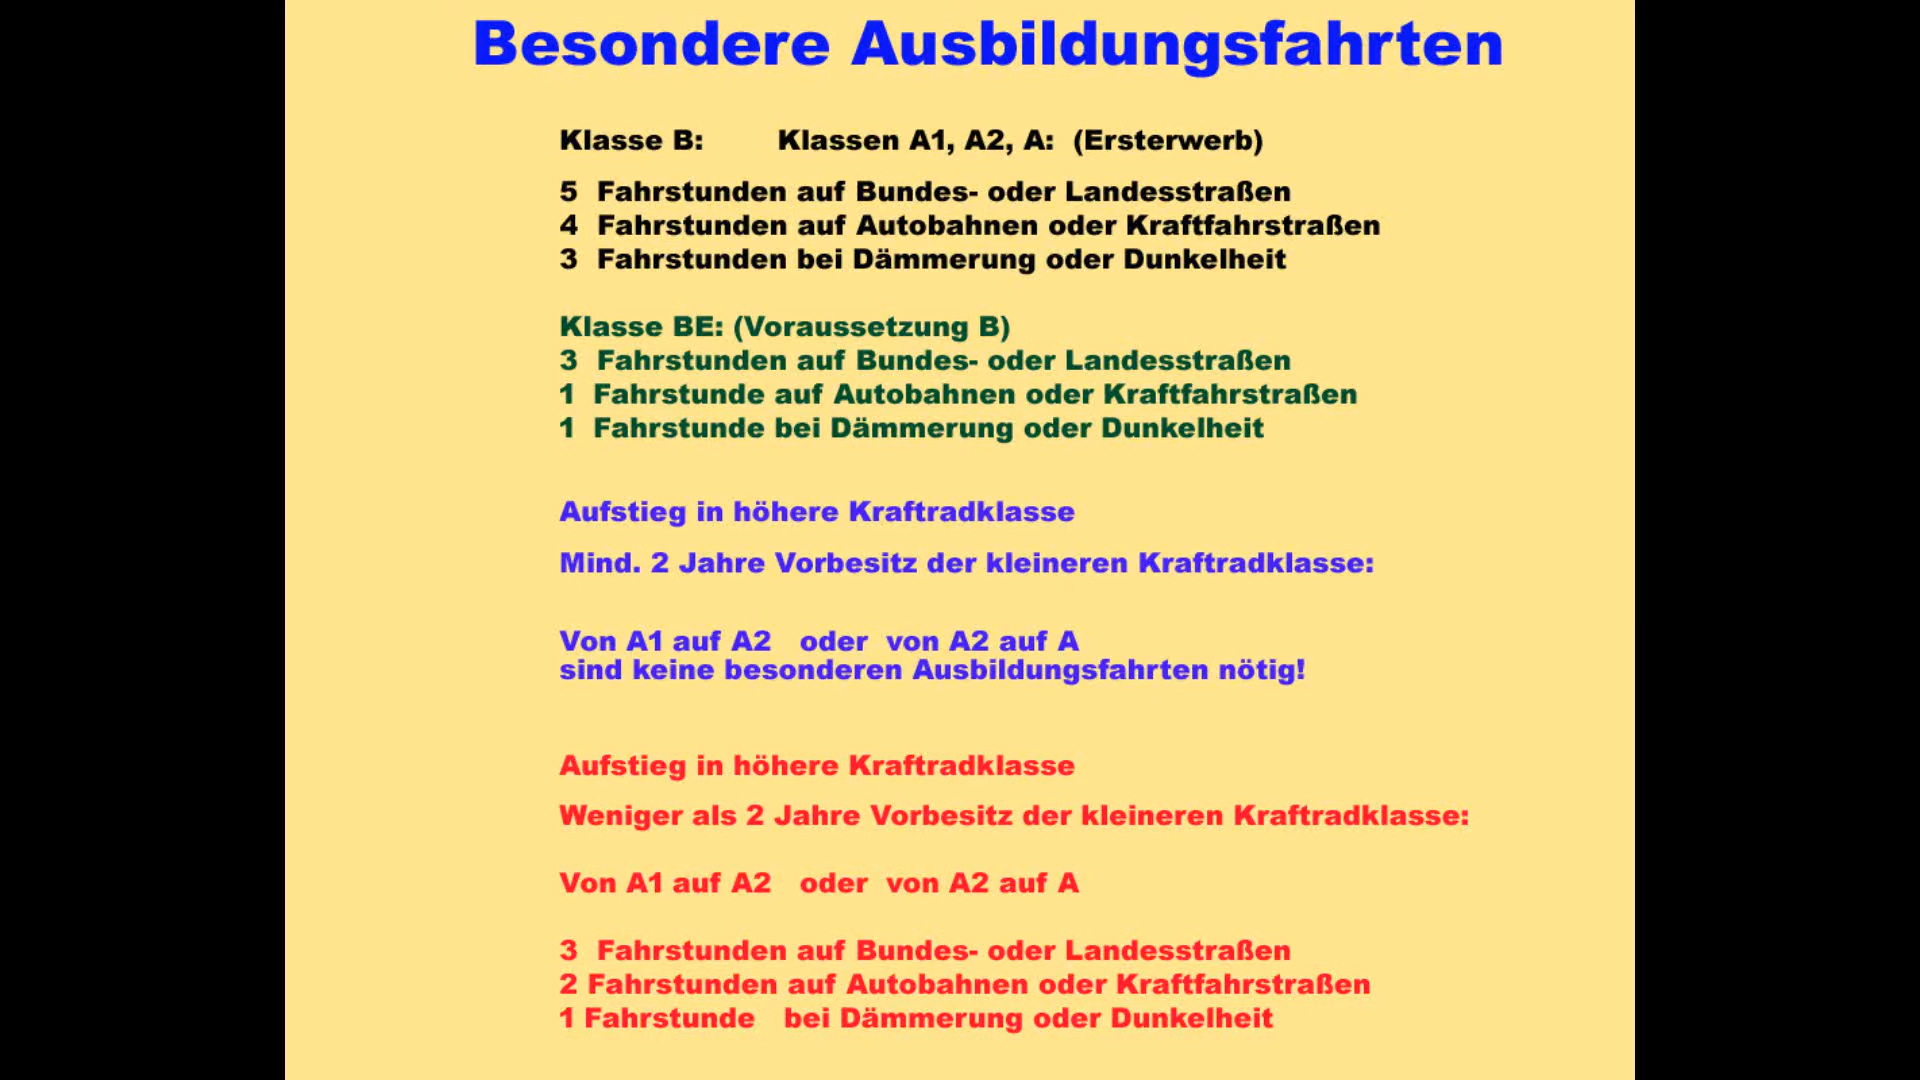 Besondere Ausbildungsfahrten
Klasse B: Klassen A1, A2, A: (Ersterwerb)
5 Fahrstunden auf Bundes- oder Landesstraßen
4 Fahrstunden auf Autobahnen oder Kraftfahrstraßen
3 Fahrstunden bei Dämmerung oder Dunkelheit
Klasse BE: (Voraussetzung B)
3 Fahrstunden auf Bundes- oder Landesstraßen
1 Fahrstunde auf Autobahnen oder Kraftfahrstraßen
1 Fahrstunde bei Dämmerung oder Dunkelheit
Aufstieg in höhere Kraftradklasse
Mind. 2 Jahre Vorbesitz der kleineren Kraftradklasse:
Von A1 auf A2 oder von A2 auf A
sind keine besonderen Ausbildungsfahrten nötig!
Aufstieg in höhere Kraftradklasse
Weniger als 2 Jahre Vorbesitz der kleineren Kraftradklasse:
Von A1 auf A2 oder von A2 auf A
3 Fahrstunden auf Bundes- oder Landesstraßen
2 Fahrstunden auf Autobahnen oder Kraftfahrstraßen
1 Fahrstunde bei Dämmerung oder Dunkelheit